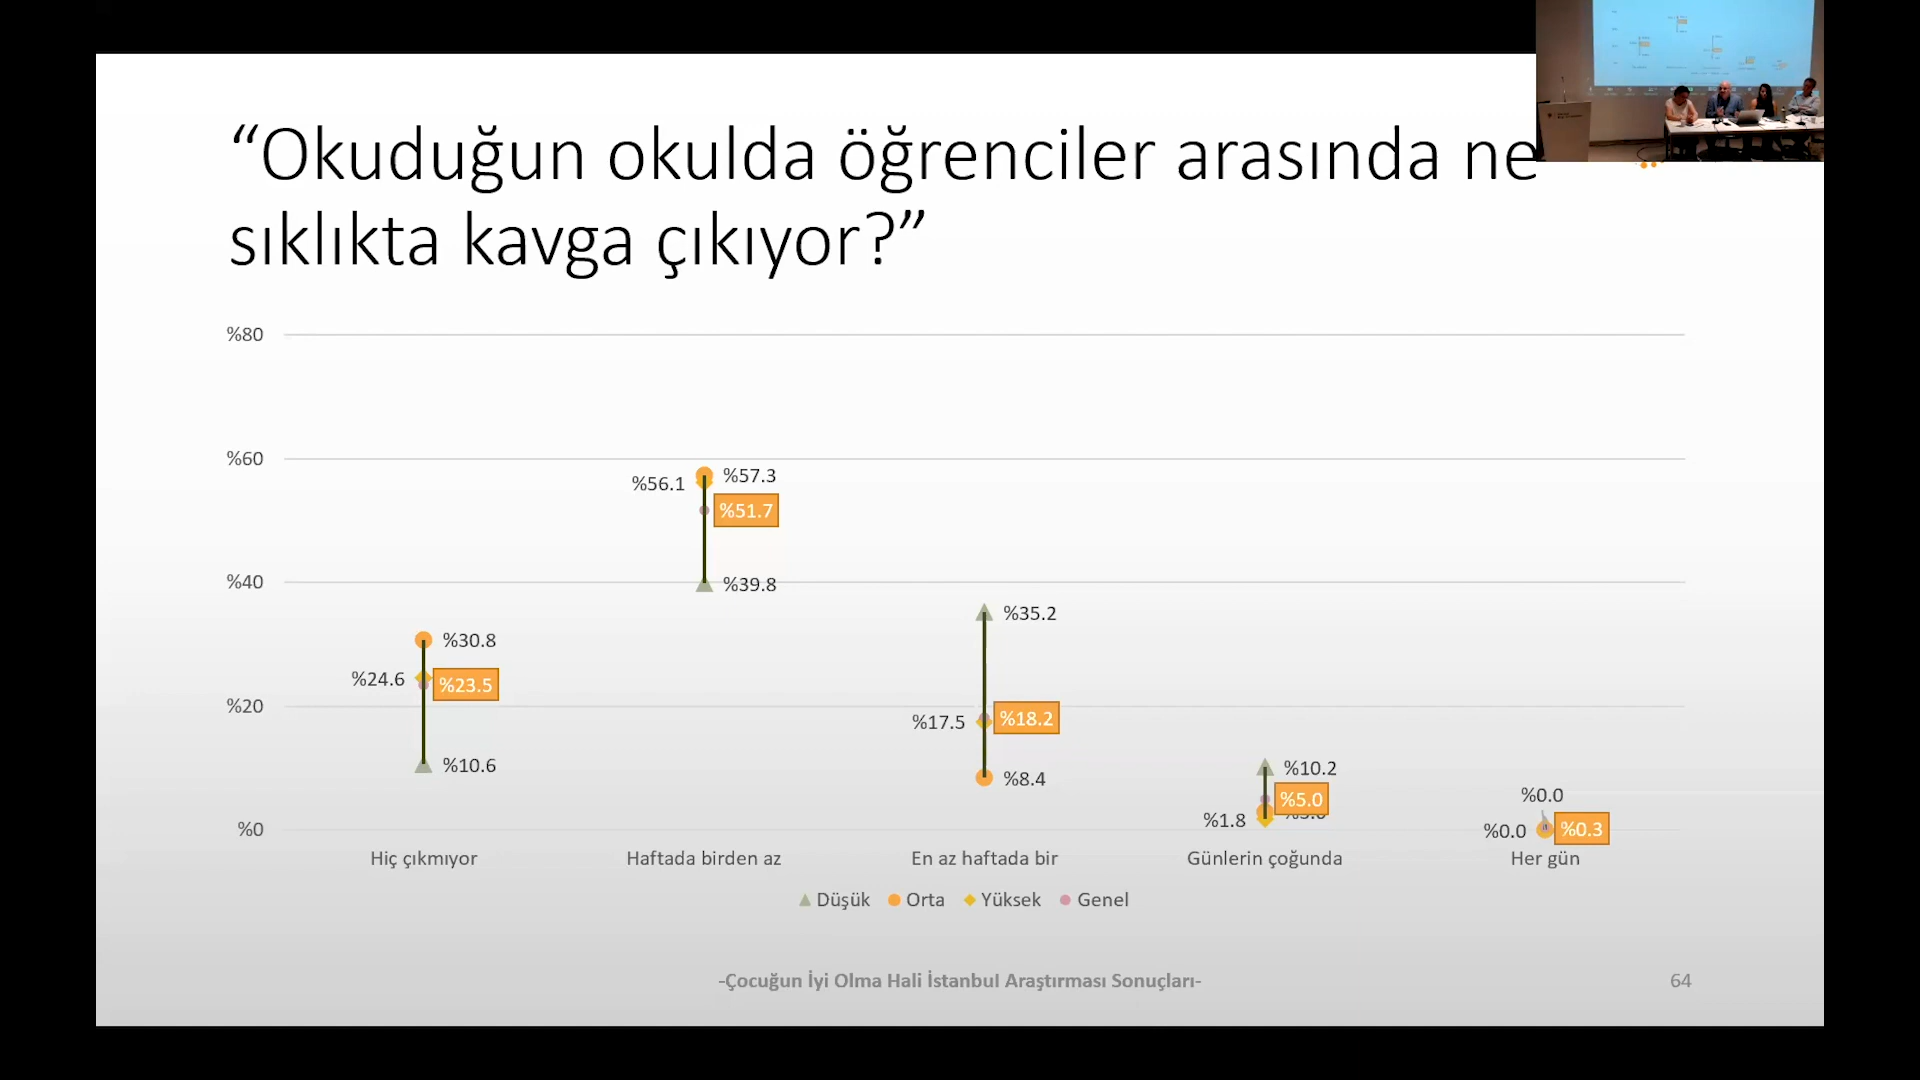 “Okuduğun okulda öğrenciler arasında ne
sıklıkta kavga çıkıyor?”
%80
%60
%40
%20
%0
%30.8
%24.6
%23.5
%10.6
%56.1
%57.3
%51.7
%39.8
%35.2
%17.5
%18.2
%8.4
%10.2
%5.0
%1.8
%0.0
%0.0
%0.3
Hiç çıkmıyor
Haftada birden az
En az haftada bir
Günlerin çoğunda
Her gün
Düşük Orta Yüksek Genel
-Çocuğun İyi Olma Hali İstanbul Araştırması Sonuçları-
64